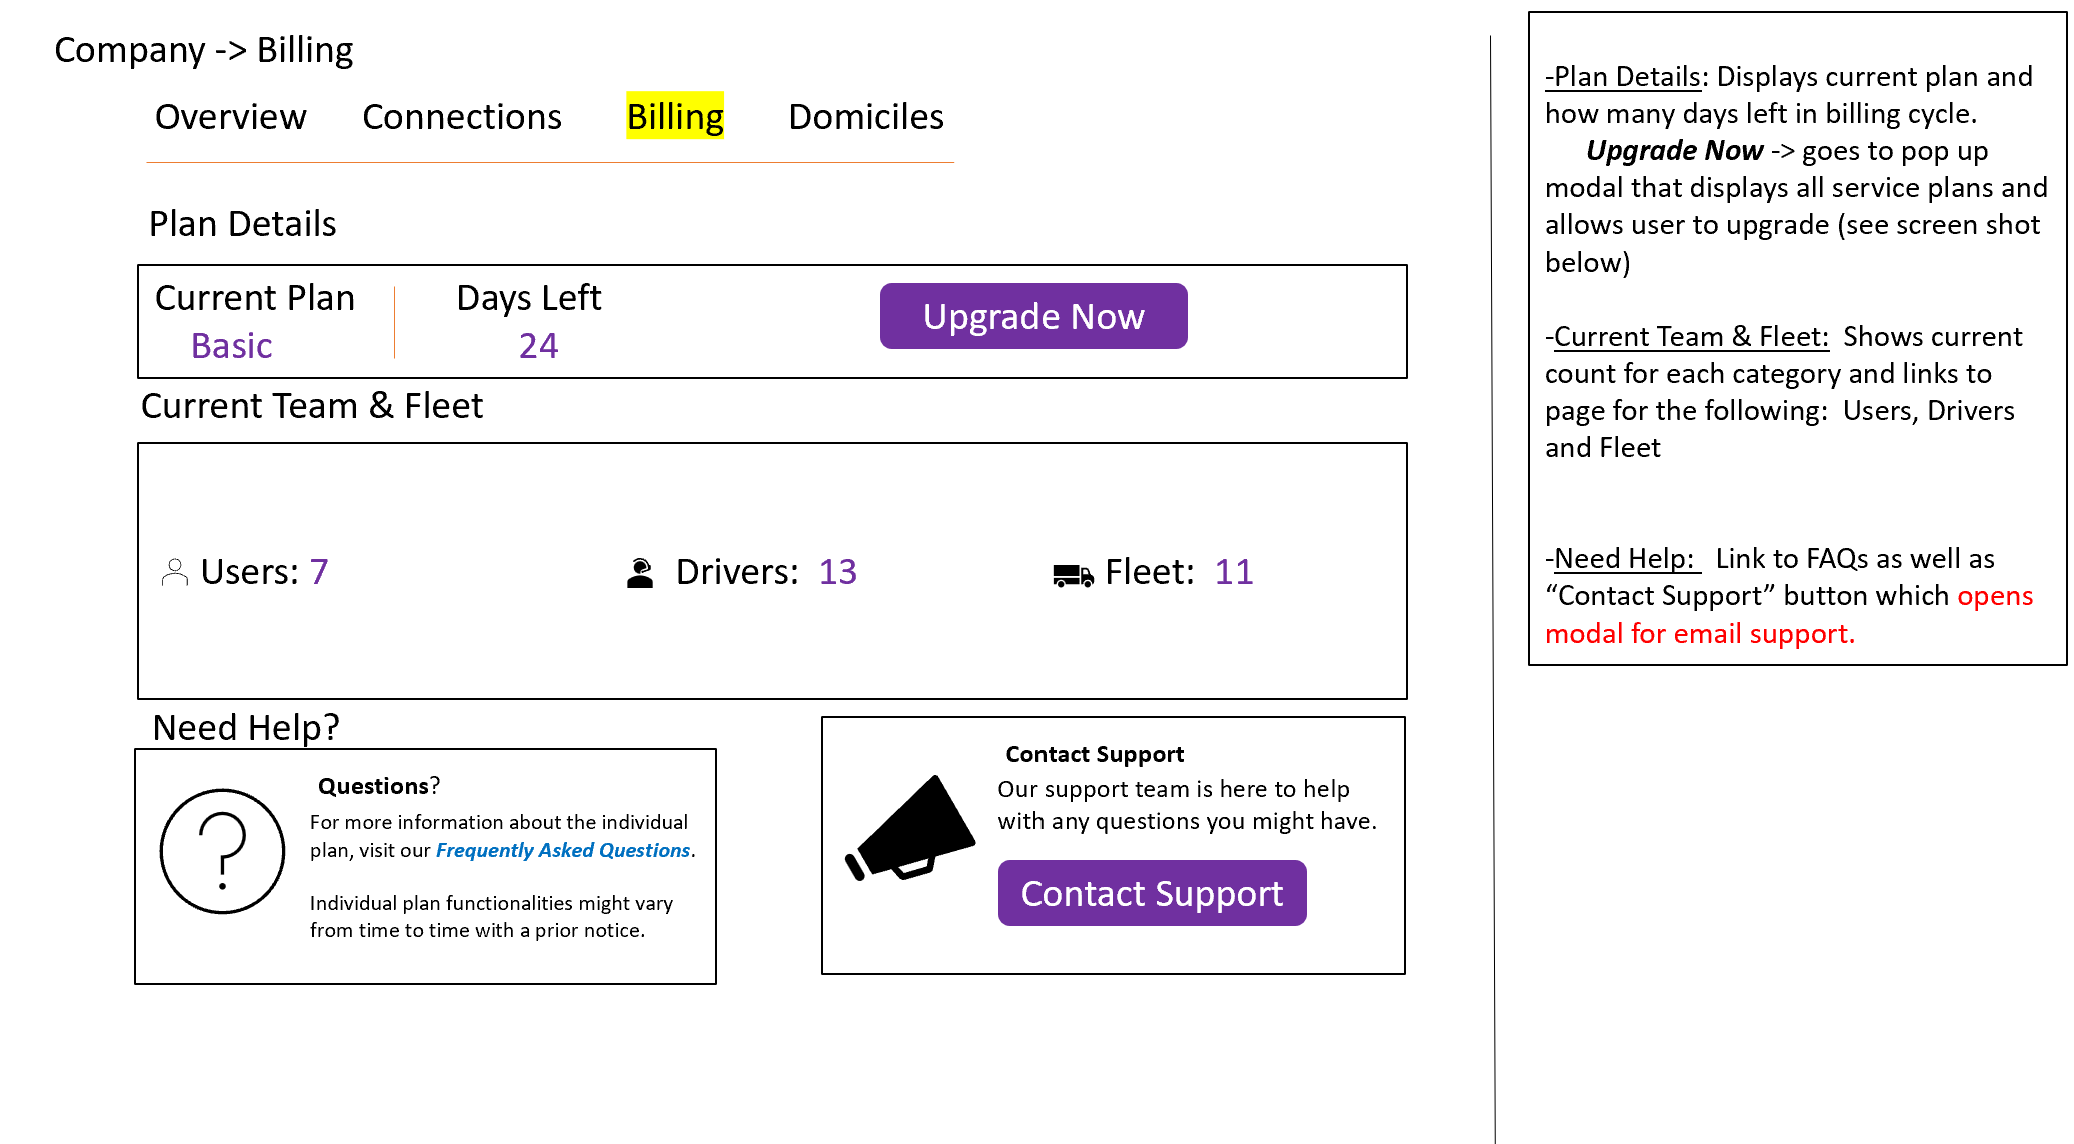 Company -> Billing
Overview Connections Billing Domiciles
Plan Details
Current Plan Days Left
Basic 24
Upgrade Now
Current Team & Fleet
Users: 7 Drivers: 13 Fleet: 11
Need Help?
Questions?
For more information about the individual
plan, visit our Frequently Asked Questions.
Individual plan functionalities might vary
from time to time with a prior notice.
Contact Support
Our support team is here to help
with any questions you might have.
Contact Support
-Plan Details: Displays current plan and
how many days left in billing cycle.
Upgrade Now -> goes to pop up
modal that displays all service plans and
allows user to upgrade (see screen shot
below)
-Current Team & Fleet: Shows current
count for each category and links to
page for the following: Users, Drivers
and Fleet
-Need Help: Link to FAQs as well as
“Contact Support” button which opens
modal for email support.